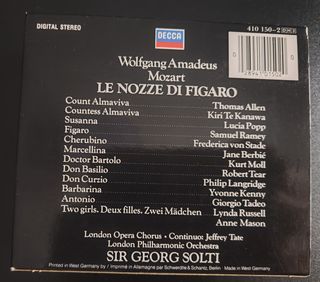 DIGITAL STEREO
DECCA
410 150-2
Wolfgang Amadeus
Mozart
LE NOZZE DI FIGARO
Count Almaviva Thomas Allen
Countess Almaviva Kiri Te Kanawa
Susanna Lucia Popp
Figaro Samuel Ramey
Cherubino Frederica von Stade
Marcellina Jane Berbié
Doctor Bartolo Kurt Moll
Don Basilio Robert Tear
Don Curzio Philip Langridge
Barbarina Yvonne Kenny
Antonio Giorgio Tadeo
Two girls. Deux filles. Zwei Mädchen Lynda Russell
Anne Mason
London Opera Chorus • Continuo: Jeffrey Tate
London Philharmonic Orchestra
SIR GEORG SOLTI
Printed in West Germany by / Imprimé in Allemagne par Schwerdte & Schantz, Berlin · Made in West Germany